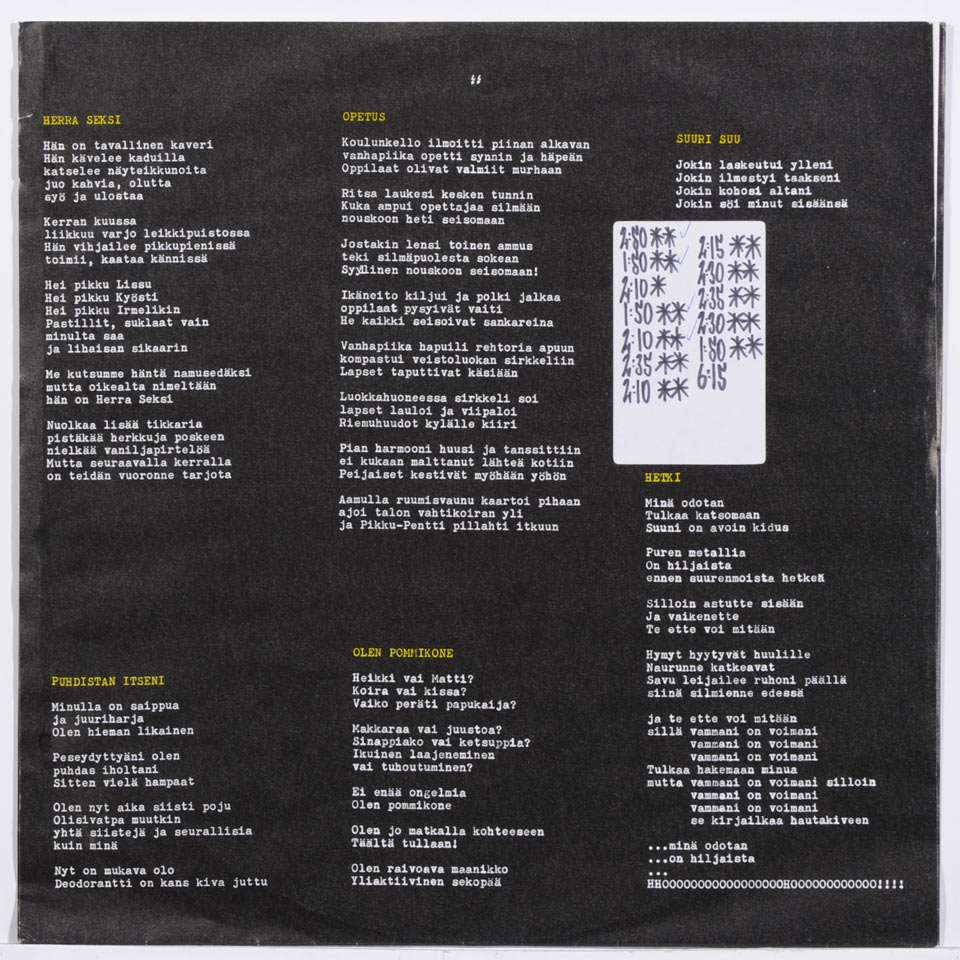 HERRA SEKSI
Hän on tavallinen kaveri
Hän kävelee kaduilla
katselee näyteikkunoita
juo kahvia, olutta
syö ja ulostaa
Kerran kuussa
liikkuu varjo leikkipuistossa
Hän vihjailee pikkupienissä
toimii, kaataa kännissä
Hei pikku Lissu
Hei pikku Kyösti
Hei pikku Irmelikin
Pastillit, suklaat vain
minulta saa
ja lihaisan sikaarin
Me kutsumme häntä namusedäksi
mutta oikealta nimeltään
hän on Herra Seksi
Nuolkaa lisää tikkaria
pistäkää herkkuja poskeen
nielkää vaniljapirtelöä
Mutta seuraavalla kerralla
on teidän vuoronne tarjota
PUHDISTAN ITSENI
Minulla on saippua
ja juuriharja
Olen hieman likainen
Peseydyttyäni olen
puhdas iholtani
Sitten vielä hampaat
Olen nyt aika siisti poju
Olisivatpa muutkin
yhtä siistejä ja seurallisia
kuin minä
Nyt on mukava olo
Deodorantti on kans kiva juttu
OPETUS
Koulunkello ilmoitti piinan alkavan
vanhapiika opetti synnin ja häpeän
Oppilaat olivat valmiit murhaan
Ritsa laukesi kesken tunnin
Kuka ampui opettajaa silmään
nouskoon heti seisomaan
Jostakin lensi toinen ammus
teki silmäpuolesta sokean
Syyllinen nouskoon seisomaan!
Ikäneito kiljui ja polki jalkaa
oppilaat pysyivät vaiti
He kaikki seisoivat sankareina
Vanhapiika hapuili rehtoria apuun
kompastui veistoluokan sirkkeliin
Lapset taputtivat käsiään
Luokkahuoneessa sirkkeli soi
lapset lauloi ja viipaloi
Riemuhuudot kylälle kiiri
Pian harmooni huusi ja tanssittiin
ei kukaan malttanut lähteä kotiin
Peijaiset kestivät myöhään yöhön
Aamulla ruumisvaunu kaartoi pihaan
ajoi talon vahtikoiran yli
ja Pikku-Pentti pillahti itkuun
OLEN POMMIKONE
Heikki vai Matti?
Koira vai kissa?
Vaiko peräti papukaija?
Makkaraa vai juustoa?
Sinappiako vai ketsuppia?
Ikuinen laajeneminen
vai tuhoutuminen?
Ei enää ongelmia
Olen pommikone
Olen jo matkalla kohteeseen
Täältä tullaan!
Olen raivoava maanikko
Yliaktiivinen sekopää
SUURI SUU
Jokin laskeutui ylleni
Jokin ilmestyi taakseni
Jokin kohosi altani
Jokin söi minut sisäänsä
2:50 **
1:50 **
2:10 *
1:50 **
2:10 **
2:35 **
2:10 **
2:15 **
2:30 **
2:35 **
2:30 **
1:50 **
6:15
HETKI
Minä odotan
Tulkaa katsomaan
Suuni on avoin kidus
Puren metallia
On hiljaista
ennen suurenmoista hetkeä
Silloin astutte sisään
Ja vaikenette
Te ette voi mitään
Hymyt hyytyvät huulille
Naurunne katkeavat
Savu leijailee ruhoni päällä
siinä silmienne edessä
ja te ette voi mitään
sillä vammani on voimani
vammani on voimani
vammani on voimani
vammani on voimani
Tulkaa hakemaan minua
mutta vammani on voimani silloin
vammani on voimani
vammani on voimani
se kirjailkaa hautakiveen
...minä odotan
...on hiljaista
...
HHOOOOOOOOOOOOOOOOOHOOOOOOOOOOOO!!!!